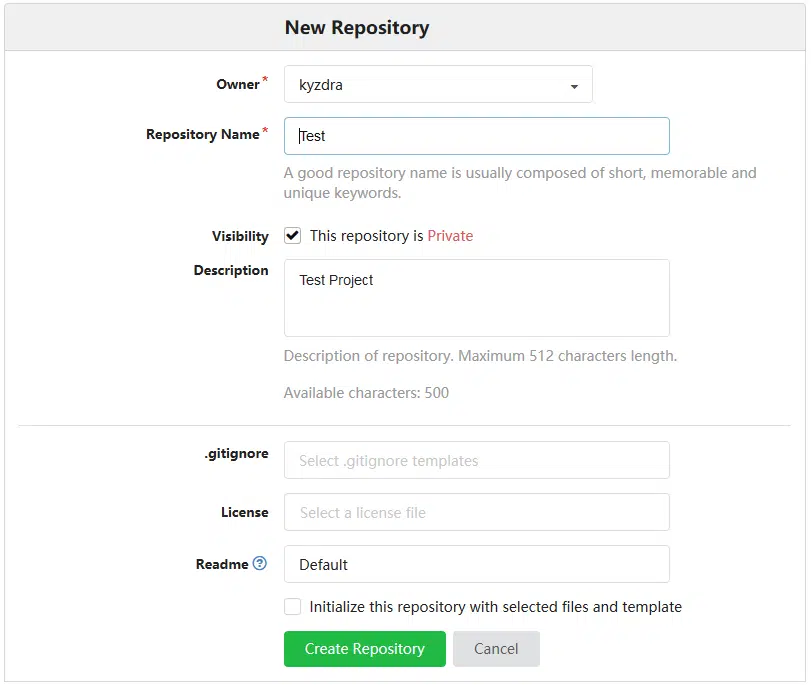 New Repository
Owner*
kyzdra
Repository Name*
Test
A good repository name is usually composed of short, memorable and
unique keywords.
Visibility
This repository is Private
Description
Test Project
Description of repository. Maximum 512 characters length.
Available characters: 500
.gitignore
Select .gitignore templates
License
Select a license file
Readme ?
Default
Initialize this repository with selected files and template
Create Repository
Cancel